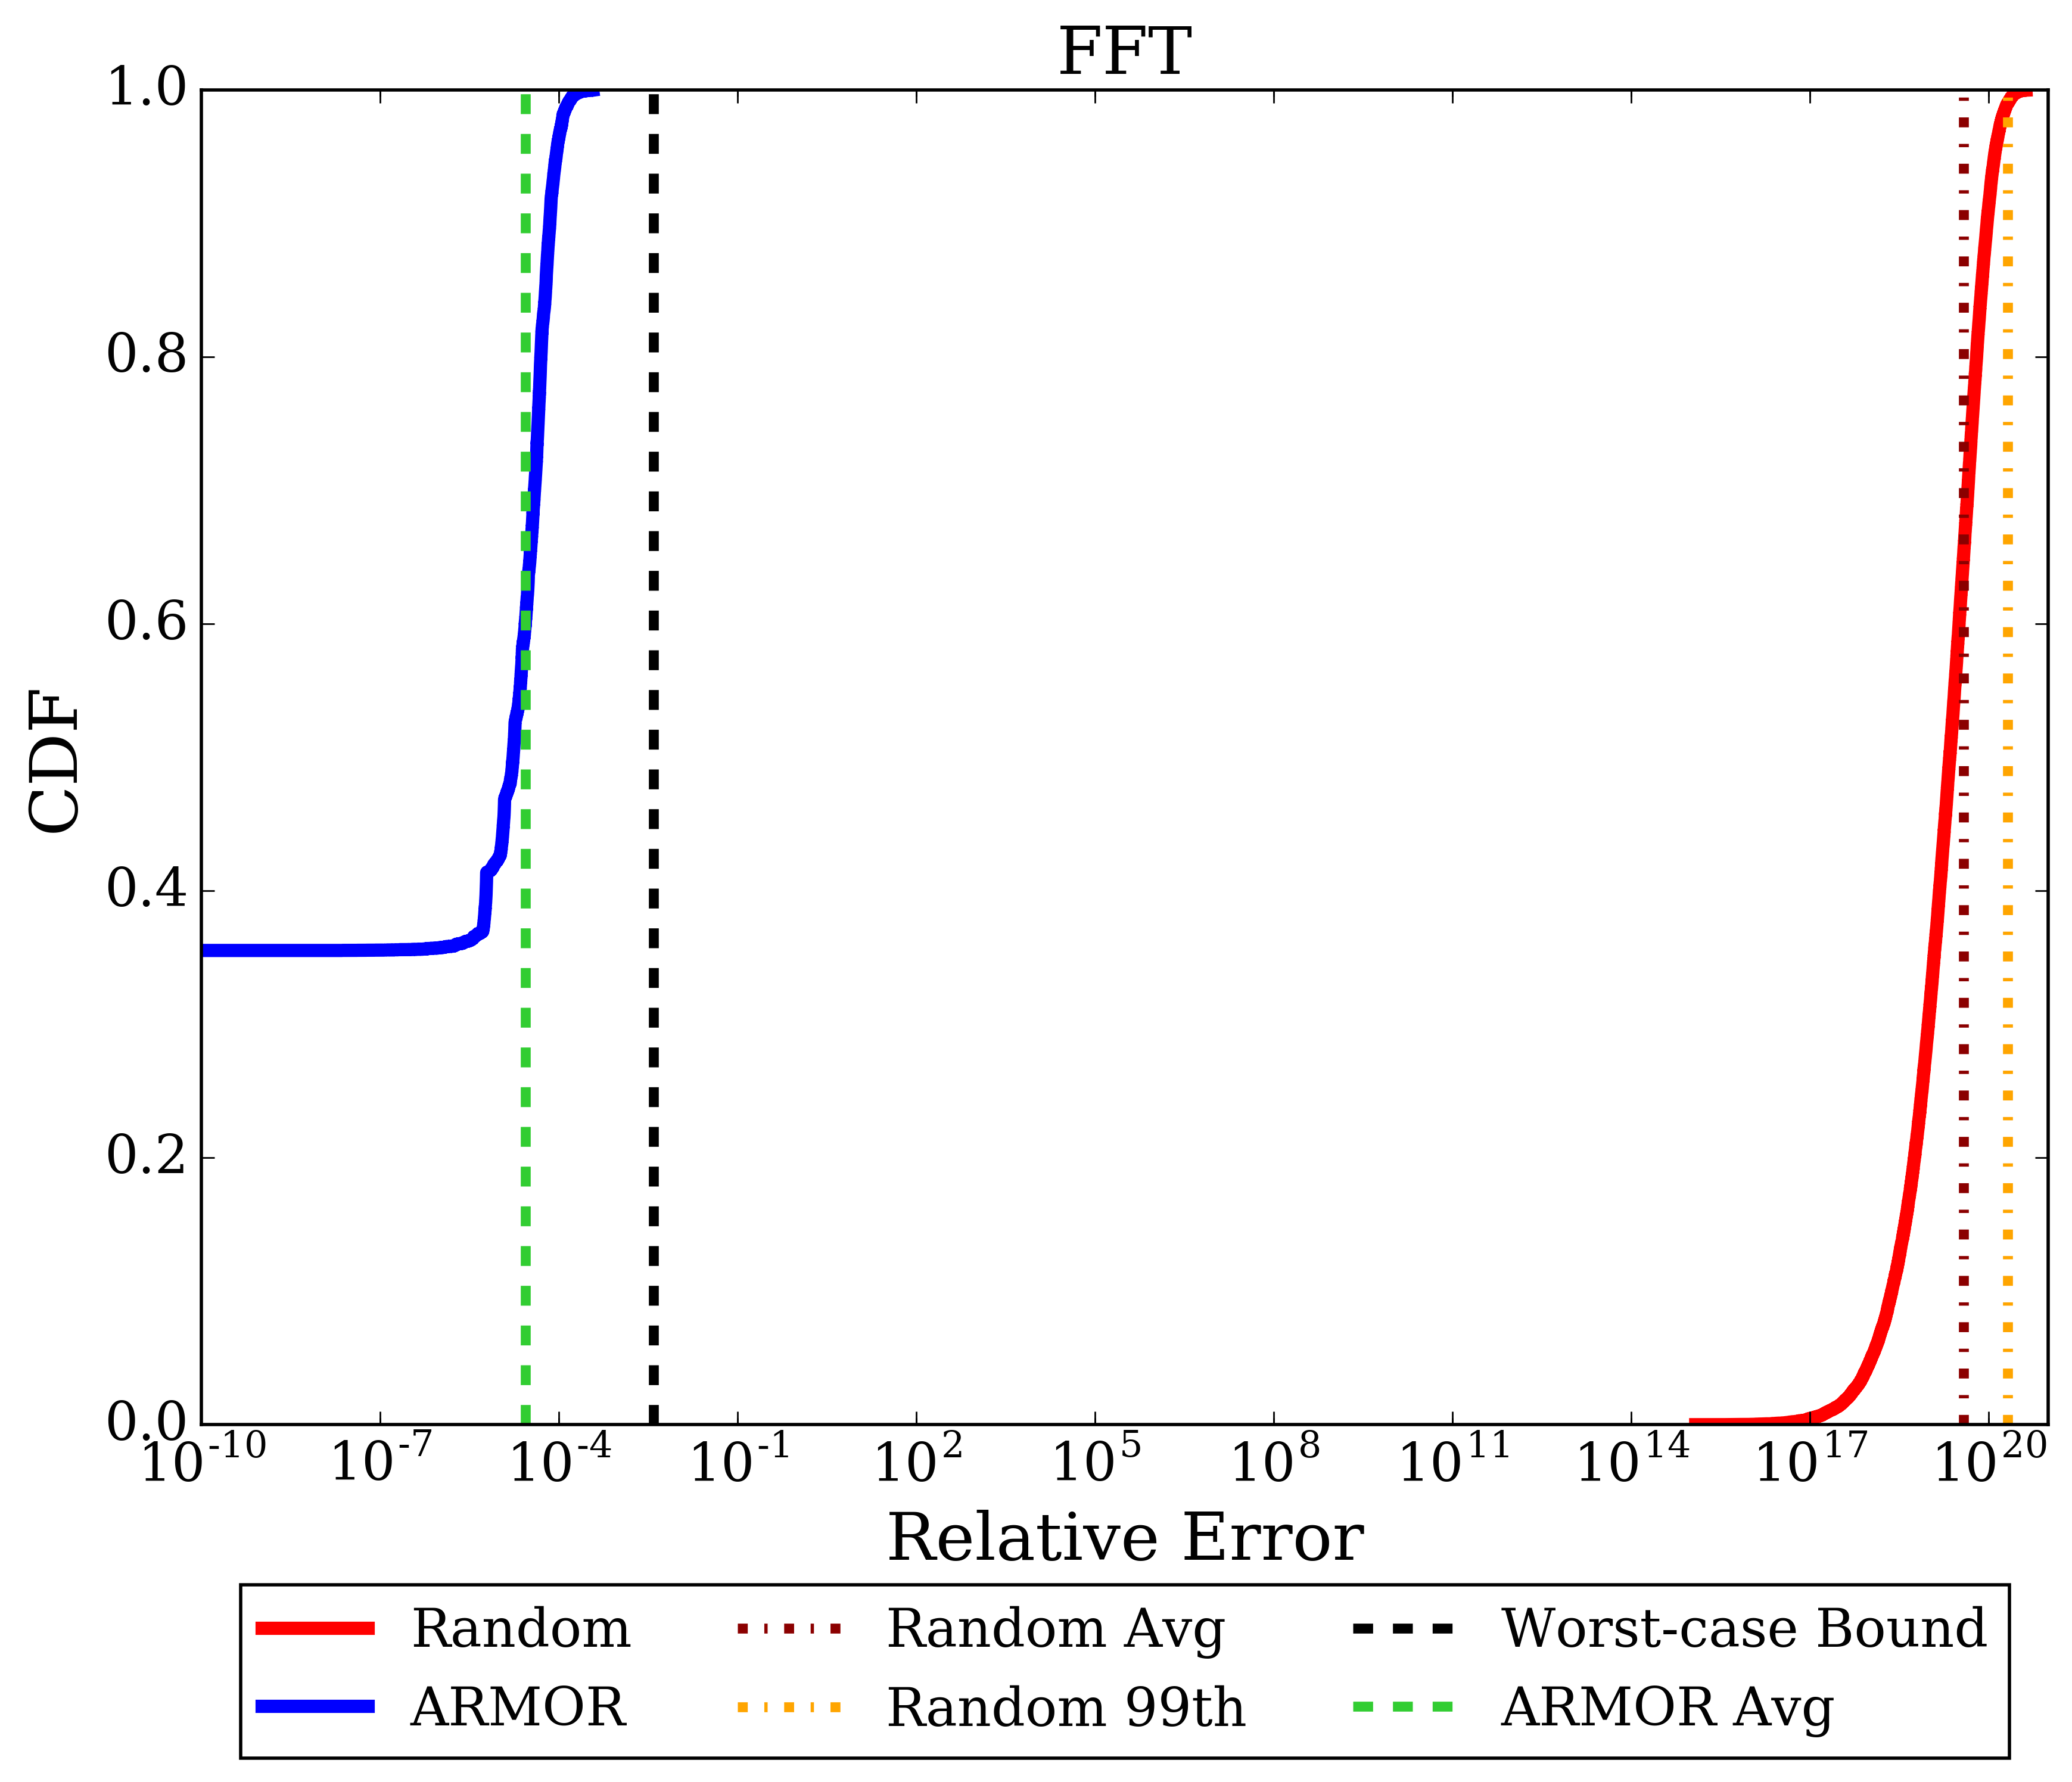 FFT
1.0
0.8
0.6
0.4
0.2
0.0
CDF
10^-10 10^-7 10^-4 10^-1 10^2 10^5 10^8 10^11 10^14 10^17 10^20
Relative Error
Random Random Avg Worst-case Bound
ARMOR Random 99th ARMOR Avg